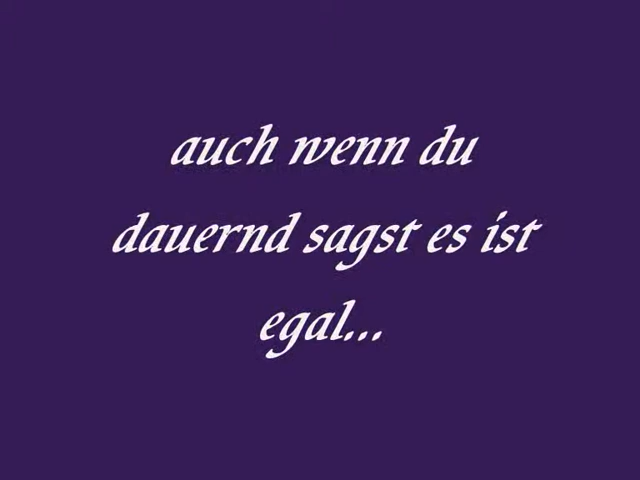 auch wenn du
dauernd sagst es ist
egal...